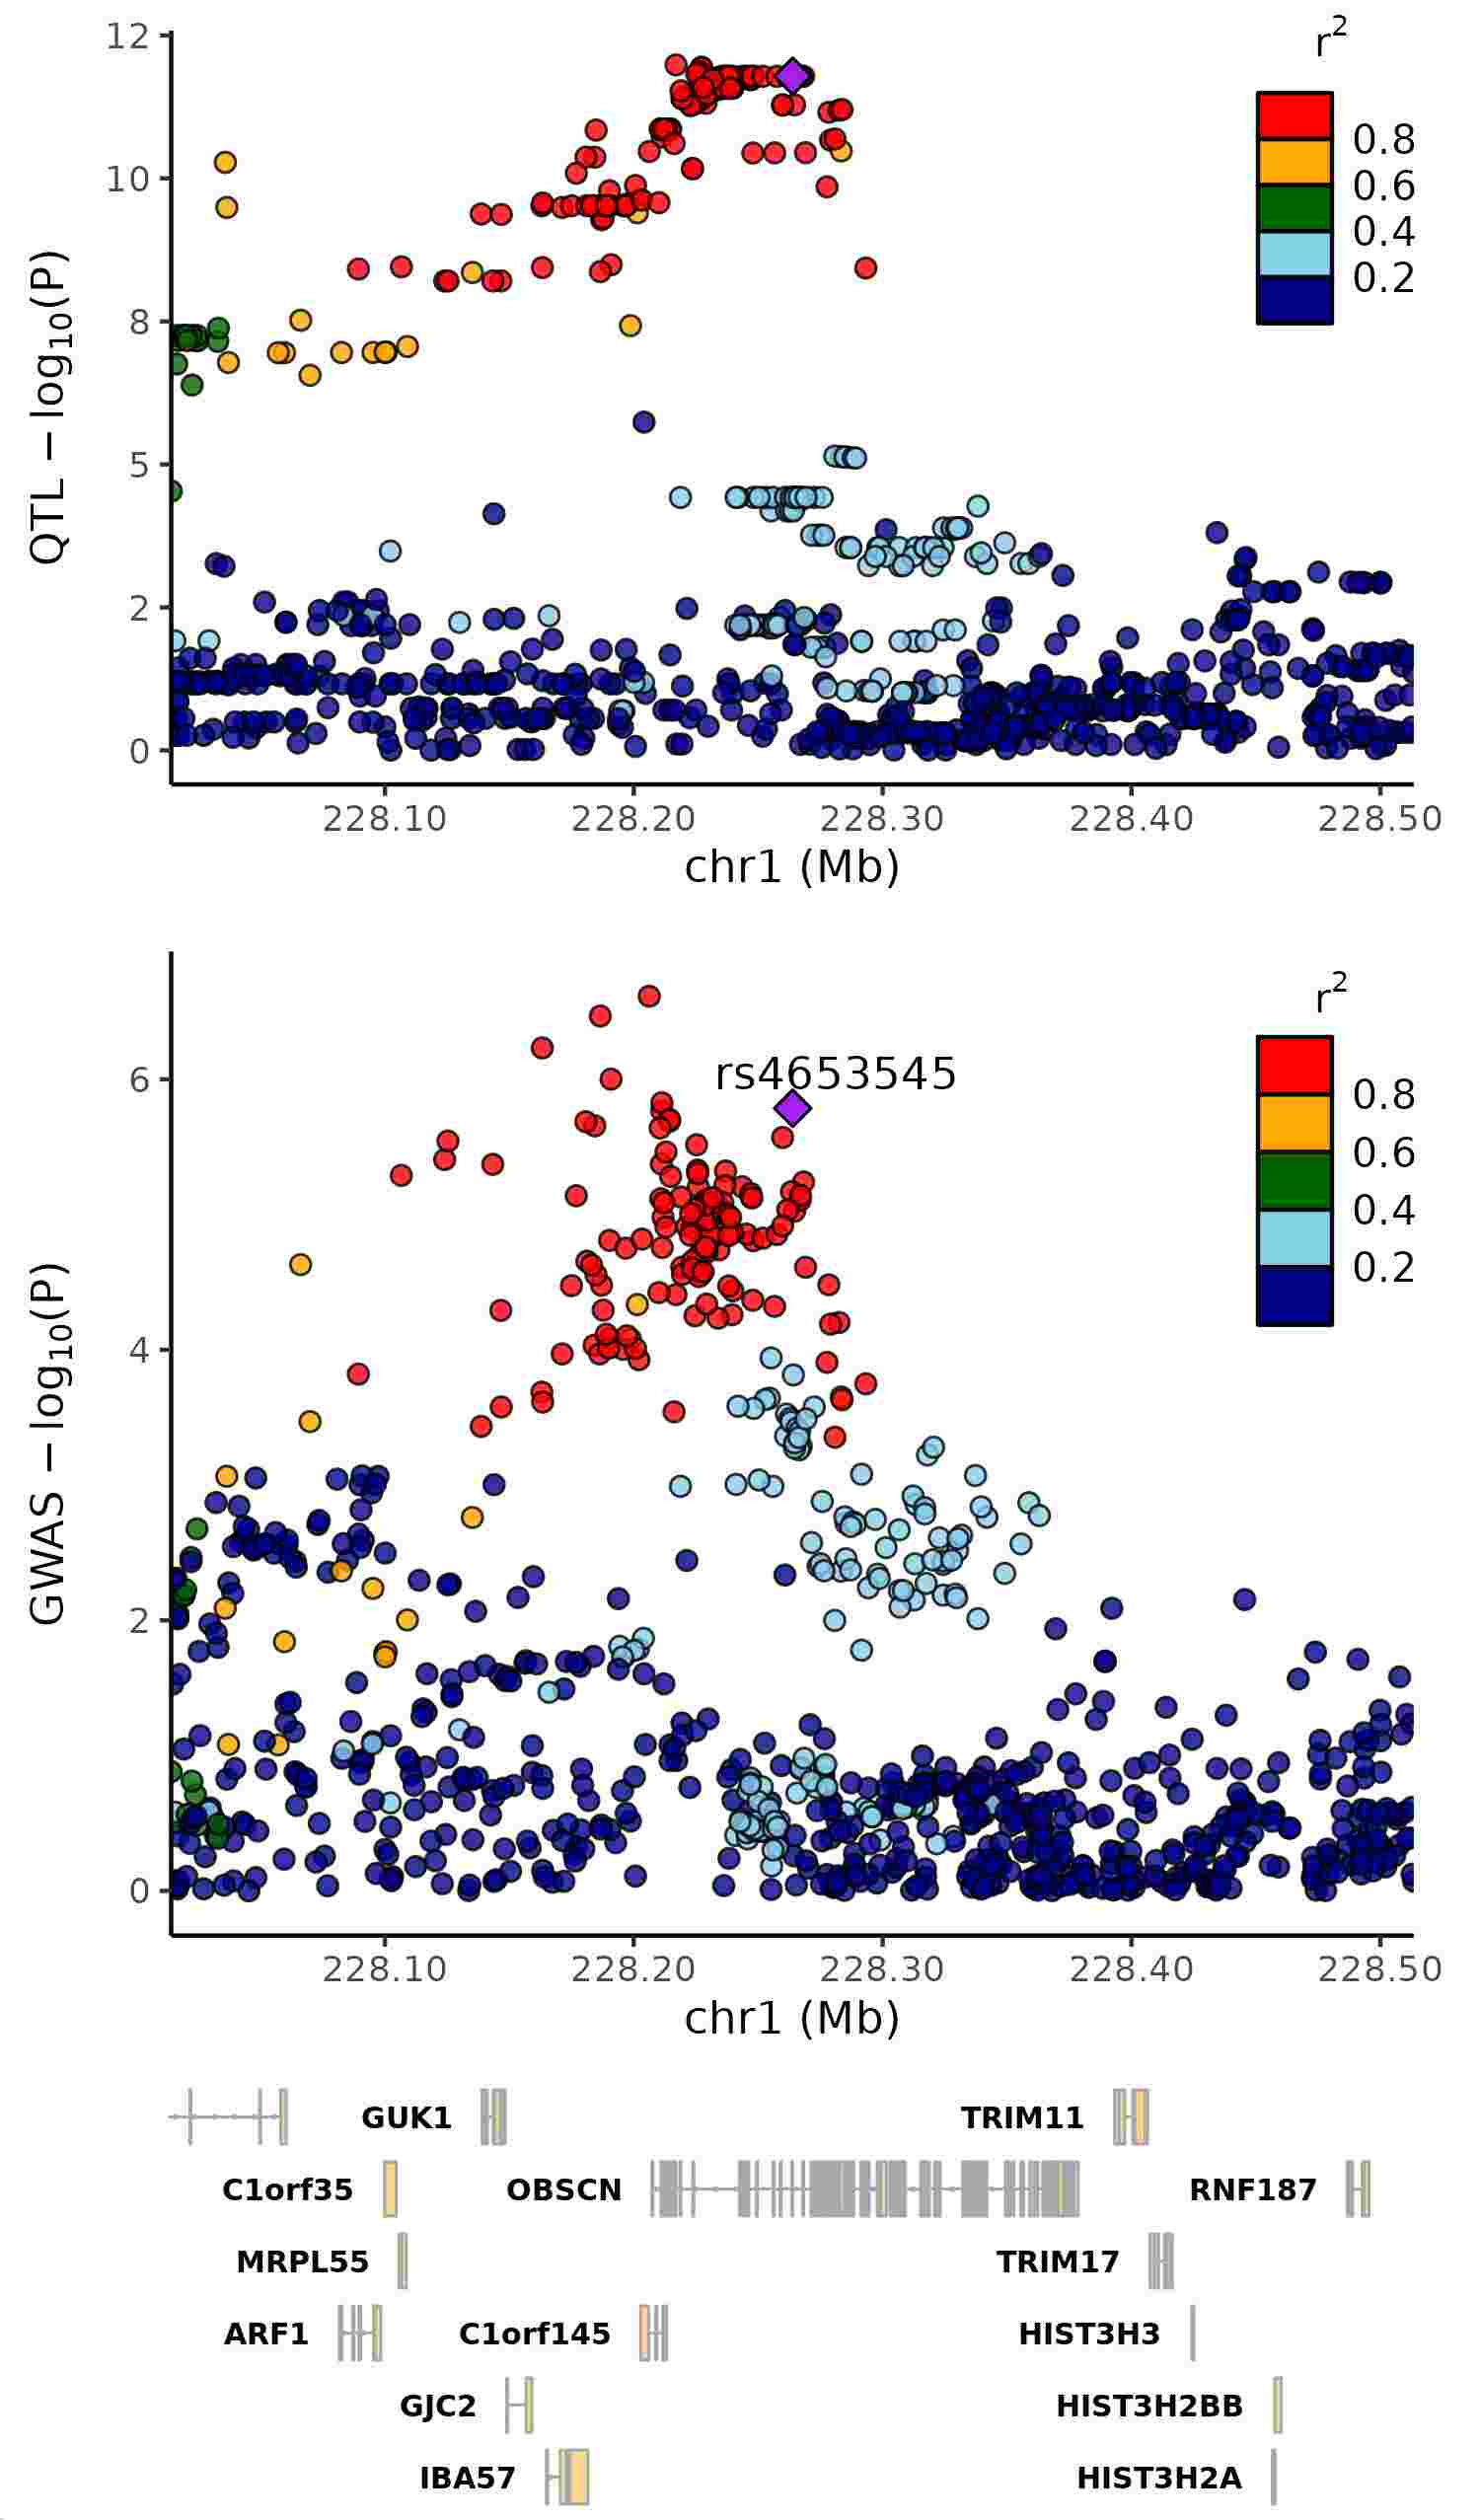 12
10
8
5
2
0
QTL −log10(P)
r2
0.8
0.6
0.4
0.2
228.10 228.20 228.30 228.40 228.50
chr1 (Mb)
6
4
2
0
GWAS −log10(P)
rs4653545
r2
0.8
0.6
0.4
0.2
228.10 228.20 228.30 228.40 228.50
chr1 (Mb)
GUK1 TRIM11
C1orf35 OBSCN RNF187
MRPL55 TRIM17
ARF1 C1orf145 HIST3H3
GJC2 HIST3H2BB
IBA57 HIST3H2A